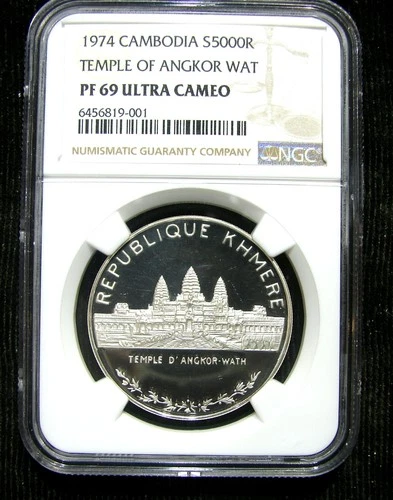 1974 CAMBODIA S5000R
TEMPLE OF ANGKOR WAT
PF 69 ULTRA CAMEO
6456819-001
NUMISMATIC GUARANTY COMPANY NGC
REPUBLIQUE KHMERE
TEMPLE D'ANGKOR-WATH